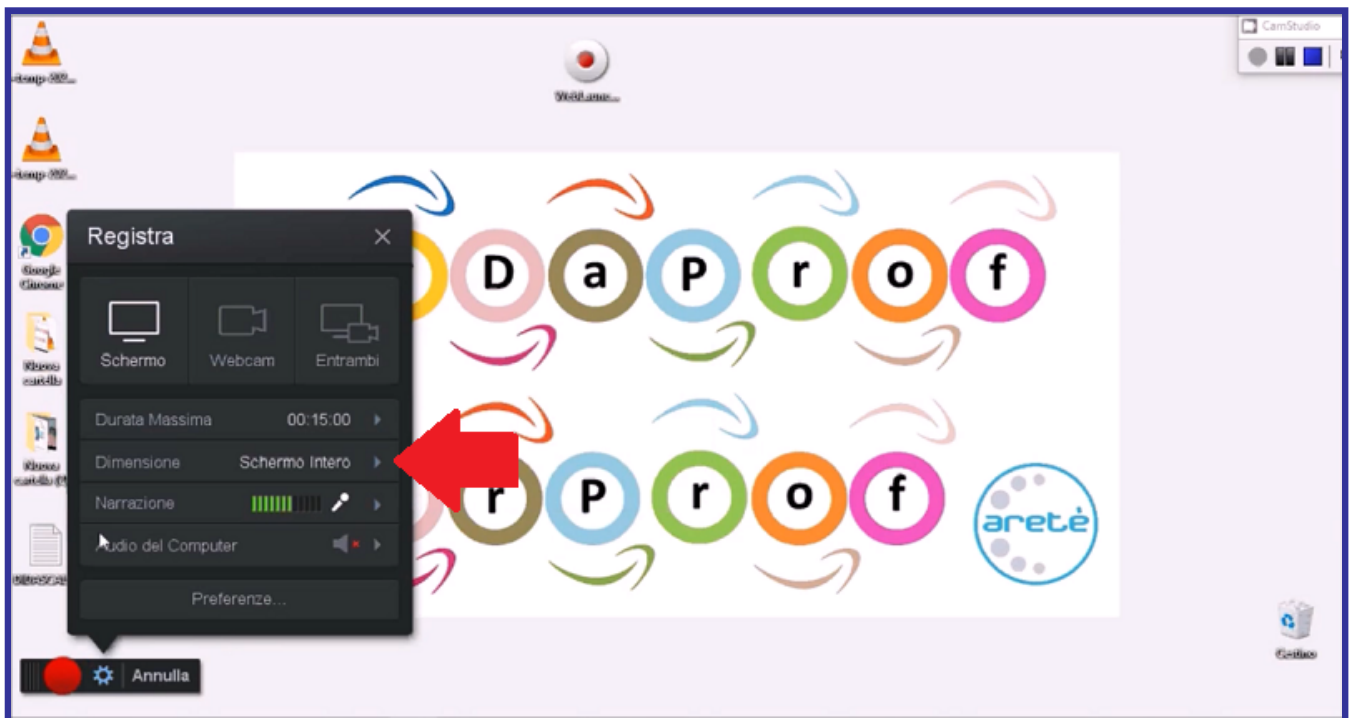 CamStudio
Google
Chrome
Nuova
cartella
Nuova
Registra
Schermo Webcam Entrambi
Durata Massima 00:15:00
Dimensione Schermo Intero
Narrazione
Audio del Computer
Preferenze...
Annulla
D a P r o f
r P r o f
aretè
Cestino